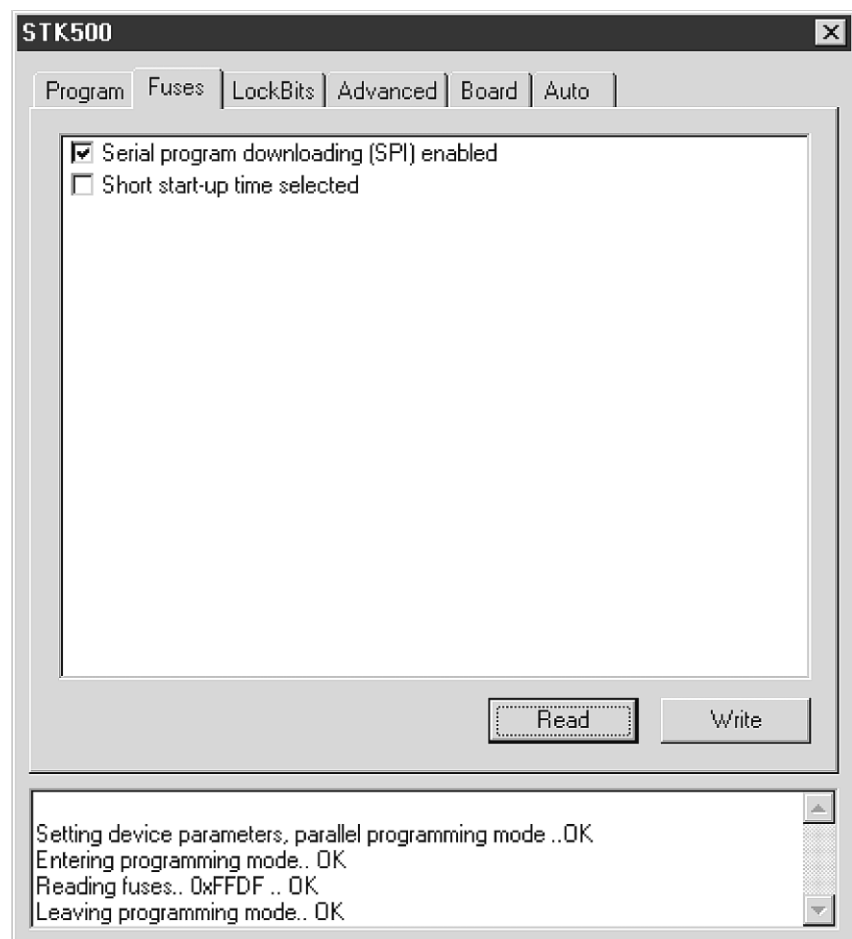 STK500
Program Fuses LockBits Advanced Board Auto
Serial program downloading (SPI) enabled
Short start-up time selected
Read Write
Setting device parameters, parallel programming mode ..OK
Entering programming mode.. OK
Reading fuses.. 0xFFDF .. OK
Leaving programming mode.. OK